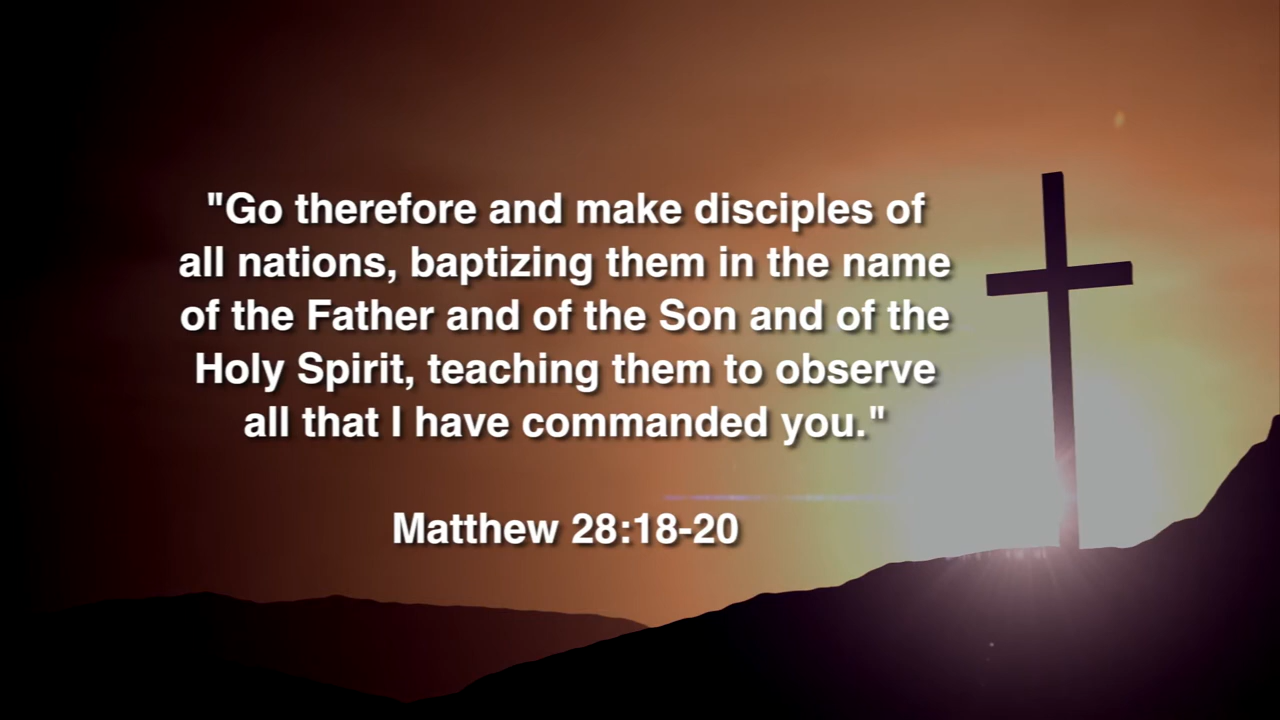 "Go therefore and make disciples of
all nations, baptizing them in the name
of the Father and of the Son and of the
Holy Spirit, teaching them to observe
all that I have commanded you."
Matthew 28:18-20